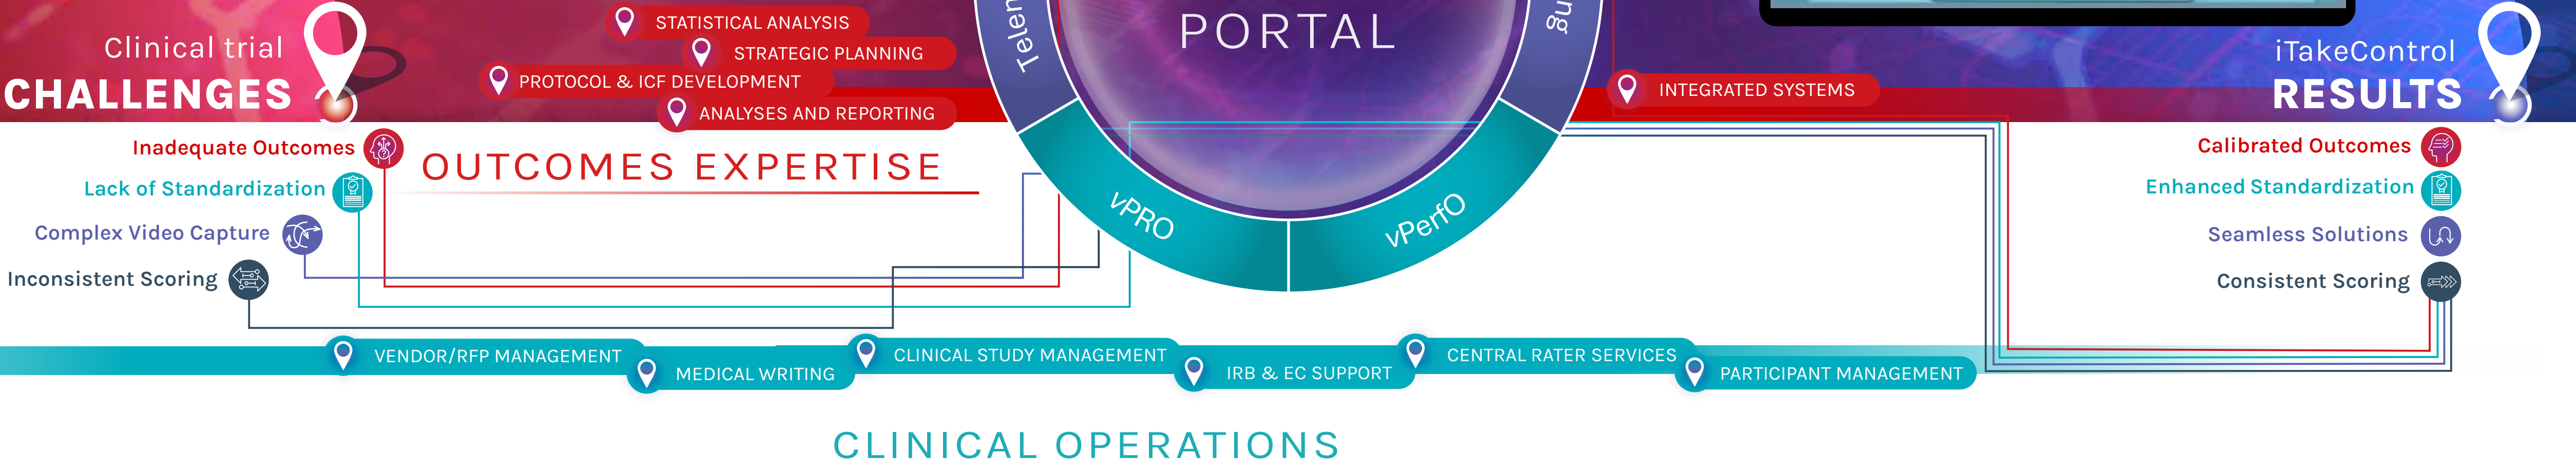 Clinical trial
CHALLENGES
STATISTICAL ANALYSIS
STRATEGIC PLANNING
PROTOCOL & ICF DEVELOPMENT
ANALYSES AND REPORTING
PORTAL
INTEGRATED SYSTEMS
iTakeControl
RESULTS
Inadequate Outcomes
Lack of Standardization
Complex Video Capture
Inconsistent Scoring
OUTCOMES EXPERTISE
vPRO
vPerfO
Calibrated Outcomes
Enhanced Standardization
Seamless Solutions
Consistent Scoring
VENDOR/RFP MANAGEMENT
MEDICAL WRITING
CLINICAL STUDY MANAGEMENT
IRB & EC SUPPORT
CENTRAL RATER SERVICES
PARTICIPANT MANAGEMENT
CLINICAL OPERATIONS